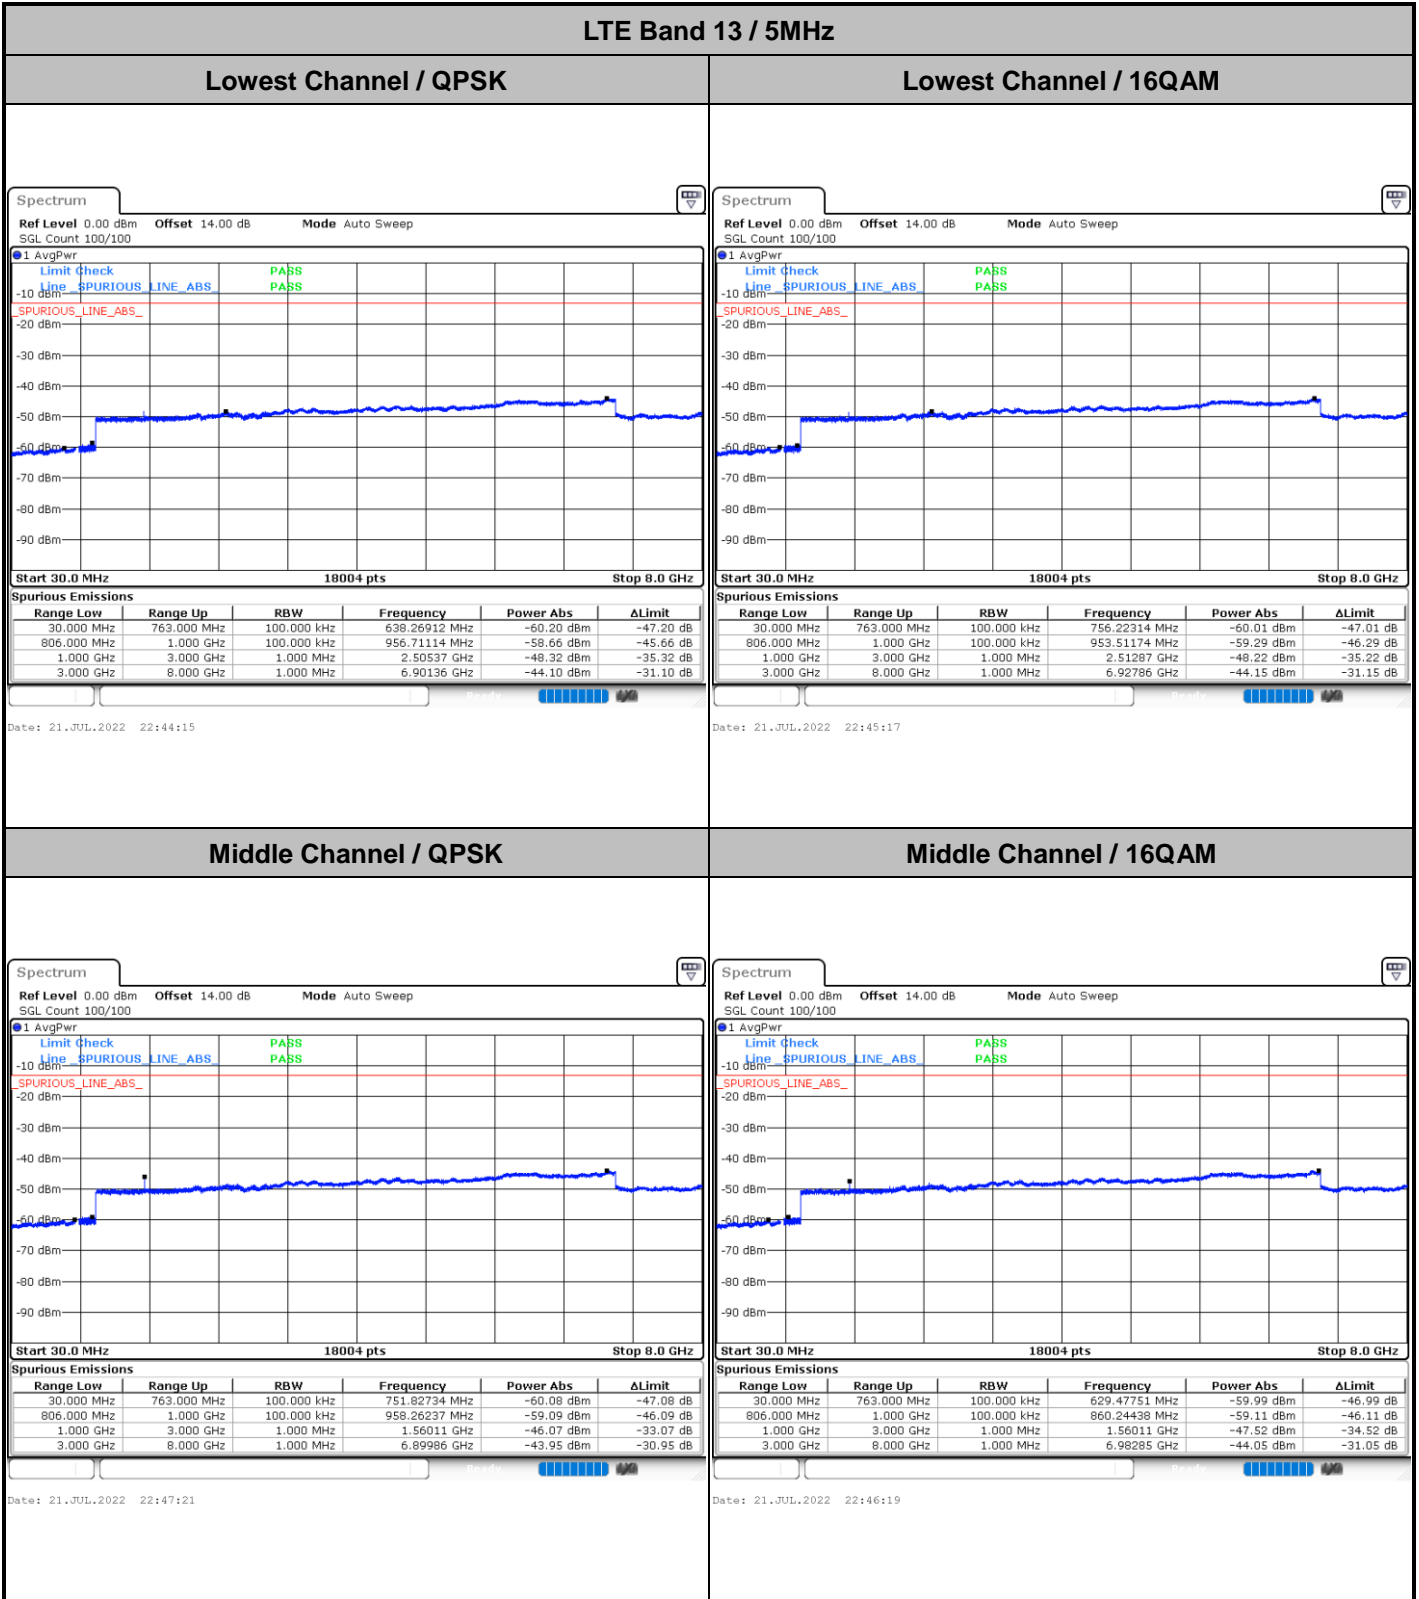 LTE Band 13 / 5MHz
Lowest Channel / QPSK
Lowest Channel / 16QAM
Spectrum
Ref Level 0.00 dBm Offset 14.00 dB Mode Auto Sweep
SGL Count 100/100
1 AvgPwr
Limit Check PASS
Line _SPURIOUS_LINE_ABS_ PASS
-10 dBm
_SPURIOUS_LINE_ABS_
-20 dBm
-30 dBm
-40 dBm
-50 dBm
-60 dBm
-70 dBm
-80 dBm
-90 dBm
Start 30.0 MHz 18004 pts Stop 8.0 GHz
Spurious Emissions
Range Low Range Up RBW Frequency Power Abs ΔLimit
30.000 MHz 763.000 MHz 100.000 kHz 638.26912 MHz -60.20 dBm -47.20 dB
806.000 MHz 1.000 GHz 100.000 kHz 956.71114 MHz -58.66 dBm -45.66 dB
1.000 GHz 3.000 GHz 1.000 MHz 2.50537 GHz -48.32 dBm -35.32 dB
3.000 GHz 8.000 GHz 1.000 MHz 6.90136 GHz -44.10 dBm -31.10 dB
Ready
Date: 21.JUL.2022 22:44:15
Spectrum
Ref Level 0.00 dBm Offset 14.00 dB Mode Auto Sweep
SGL Count 100/100
1 AvgPwr
Limit Check PASS
Line _SPURIOUS_LINE_ABS_ PASS
-10 dBm
_SPURIOUS_LINE_ABS_
-20 dBm
-30 dBm
-40 dBm
-50 dBm
-60 dBm
-70 dBm
-80 dBm
-90 dBm
Start 30.0 MHz 18004 pts Stop 8.0 GHz
Spurious Emissions
Range Low Range Up RBW Frequency Power Abs ΔLimit
30.000 MHz 763.000 MHz 100.000 kHz 756.22314 MHz -60.01 dBm -47.01 dB
806.000 MHz 1.000 GHz 100.000 kHz 953.51174 MHz -59.29 dBm -46.29 dB
1.000 GHz 3.000 GHz 1.000 MHz 2.51287 GHz -48.22 dBm -35.22 dB
3.000 GHz 8.000 GHz 1.000 MHz 6.92786 GHz -44.15 dBm -31.15 dB
Ready
Date: 21.JUL.2022 22:45:17
Middle Channel / QPSK
Middle Channel / 16QAM
Spectrum
Ref Level 0.00 dBm Offset 14.00 dB Mode Auto Sweep
SGL Count 100/100
1 AvgPwr
Limit Check PASS
Line _SPURIOUS_LINE_ABS_ PASS
-10 dBm
_SPURIOUS_LINE_ABS_
-20 dBm
-30 dBm
-40 dBm
-50 dBm
-60 dBm
-70 dBm
-80 dBm
-90 dBm
Start 30.0 MHz 18004 pts Stop 8.0 GHz
Spurious Emissions
Range Low Range Up RBW Frequency Power Abs ΔLimit
30.000 MHz 763.000 MHz 100.000 kHz 751.82734 MHz -60.08 dBm -47.08 dB
806.000 MHz 1.000 GHz 100.000 kHz 958.26237 MHz -59.09 dBm -46.09 dB
1.000 GHz 3.000 GHz 1.000 MHz 1.56011 GHz -46.07 dBm -33.07 dB
3.000 GHz 8.000 GHz 1.000 MHz 6.89986 GHz -43.95 dBm -30.95 dB
Ready
Date: 21.JUL.2022 22:47:21
Spectrum
Ref Level 0.00 dBm Offset 14.00 dB Mode Auto Sweep
SGL Count 100/100
1 AvgPwr
Limit Check PASS
Line _SPURIOUS_LINE_ABS_ PASS
-10 dBm
_SPURIOUS_LINE_ABS_
-20 dBm
-30 dBm
-40 dBm
-50 dBm
-60 dBm
-70 dBm
-80 dBm
-90 dBm
Start 30.0 MHz 18004 pts Stop 8.0 GHz
Spurious Emissions
Range Low Range Up RBW Frequency Power Abs ΔLimit
30.000 MHz 763.000 MHz 100.000 kHz 629.47751 MHz -59.99 dBm -46.99 dB
806.000 MHz 1.000 GHz 100.000 kHz 860.24438 MHz -59.11 dBm -46.11 dB
1.000 GHz 3.000 GHz 1.000 MHz 1.56011 GHz -47.52 dBm -34.52 dB
3.000 GHz 8.000 GHz 1.000 MHz 6.98285 GHz -44.05 dBm -31.05 dB
Ready
Date: 21.JUL.2022 22:46:19